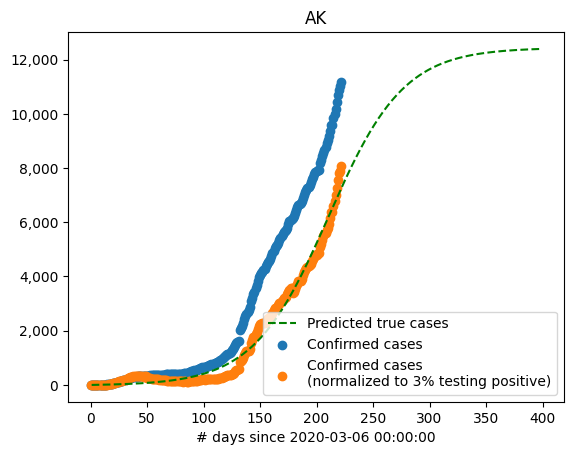 AK
12,000
10,000
8,000
6,000
4,000
2,000
0
Predicted true cases
Confirmed cases
Confirmed cases
(normalized to 3% testing positive)
0 50 100 150 200 250 300 350 400
# days since 2020-03-06 00:00:00